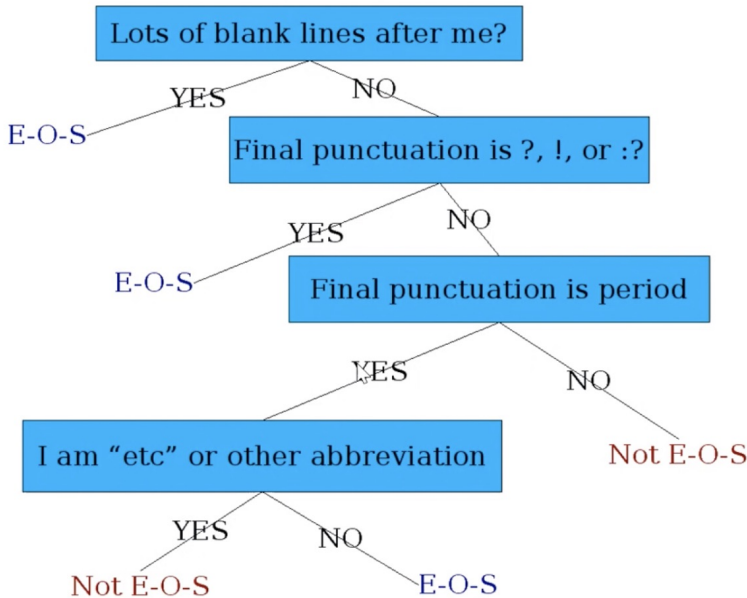 Lots of blank lines after me?
YES
NO
E-O-S
Final punctuation is ?, !, or :?
YES
NO
E-O-S
Final punctuation is period
YES
NO
Not E-O-S
I am “etc” or other abbreviation
YES
NO
Not E-O-S
E-O-S